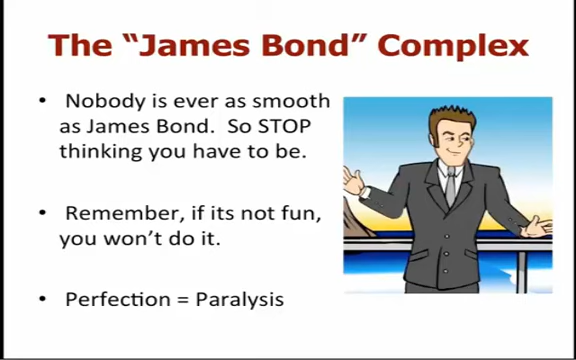 The “James Bond” Complex
• Nobody is ever as smooth
as James Bond. So STOP
thinking you have to be.
• Remember, if its not fun,
you won’t do it.
• Perfection = Paralysis